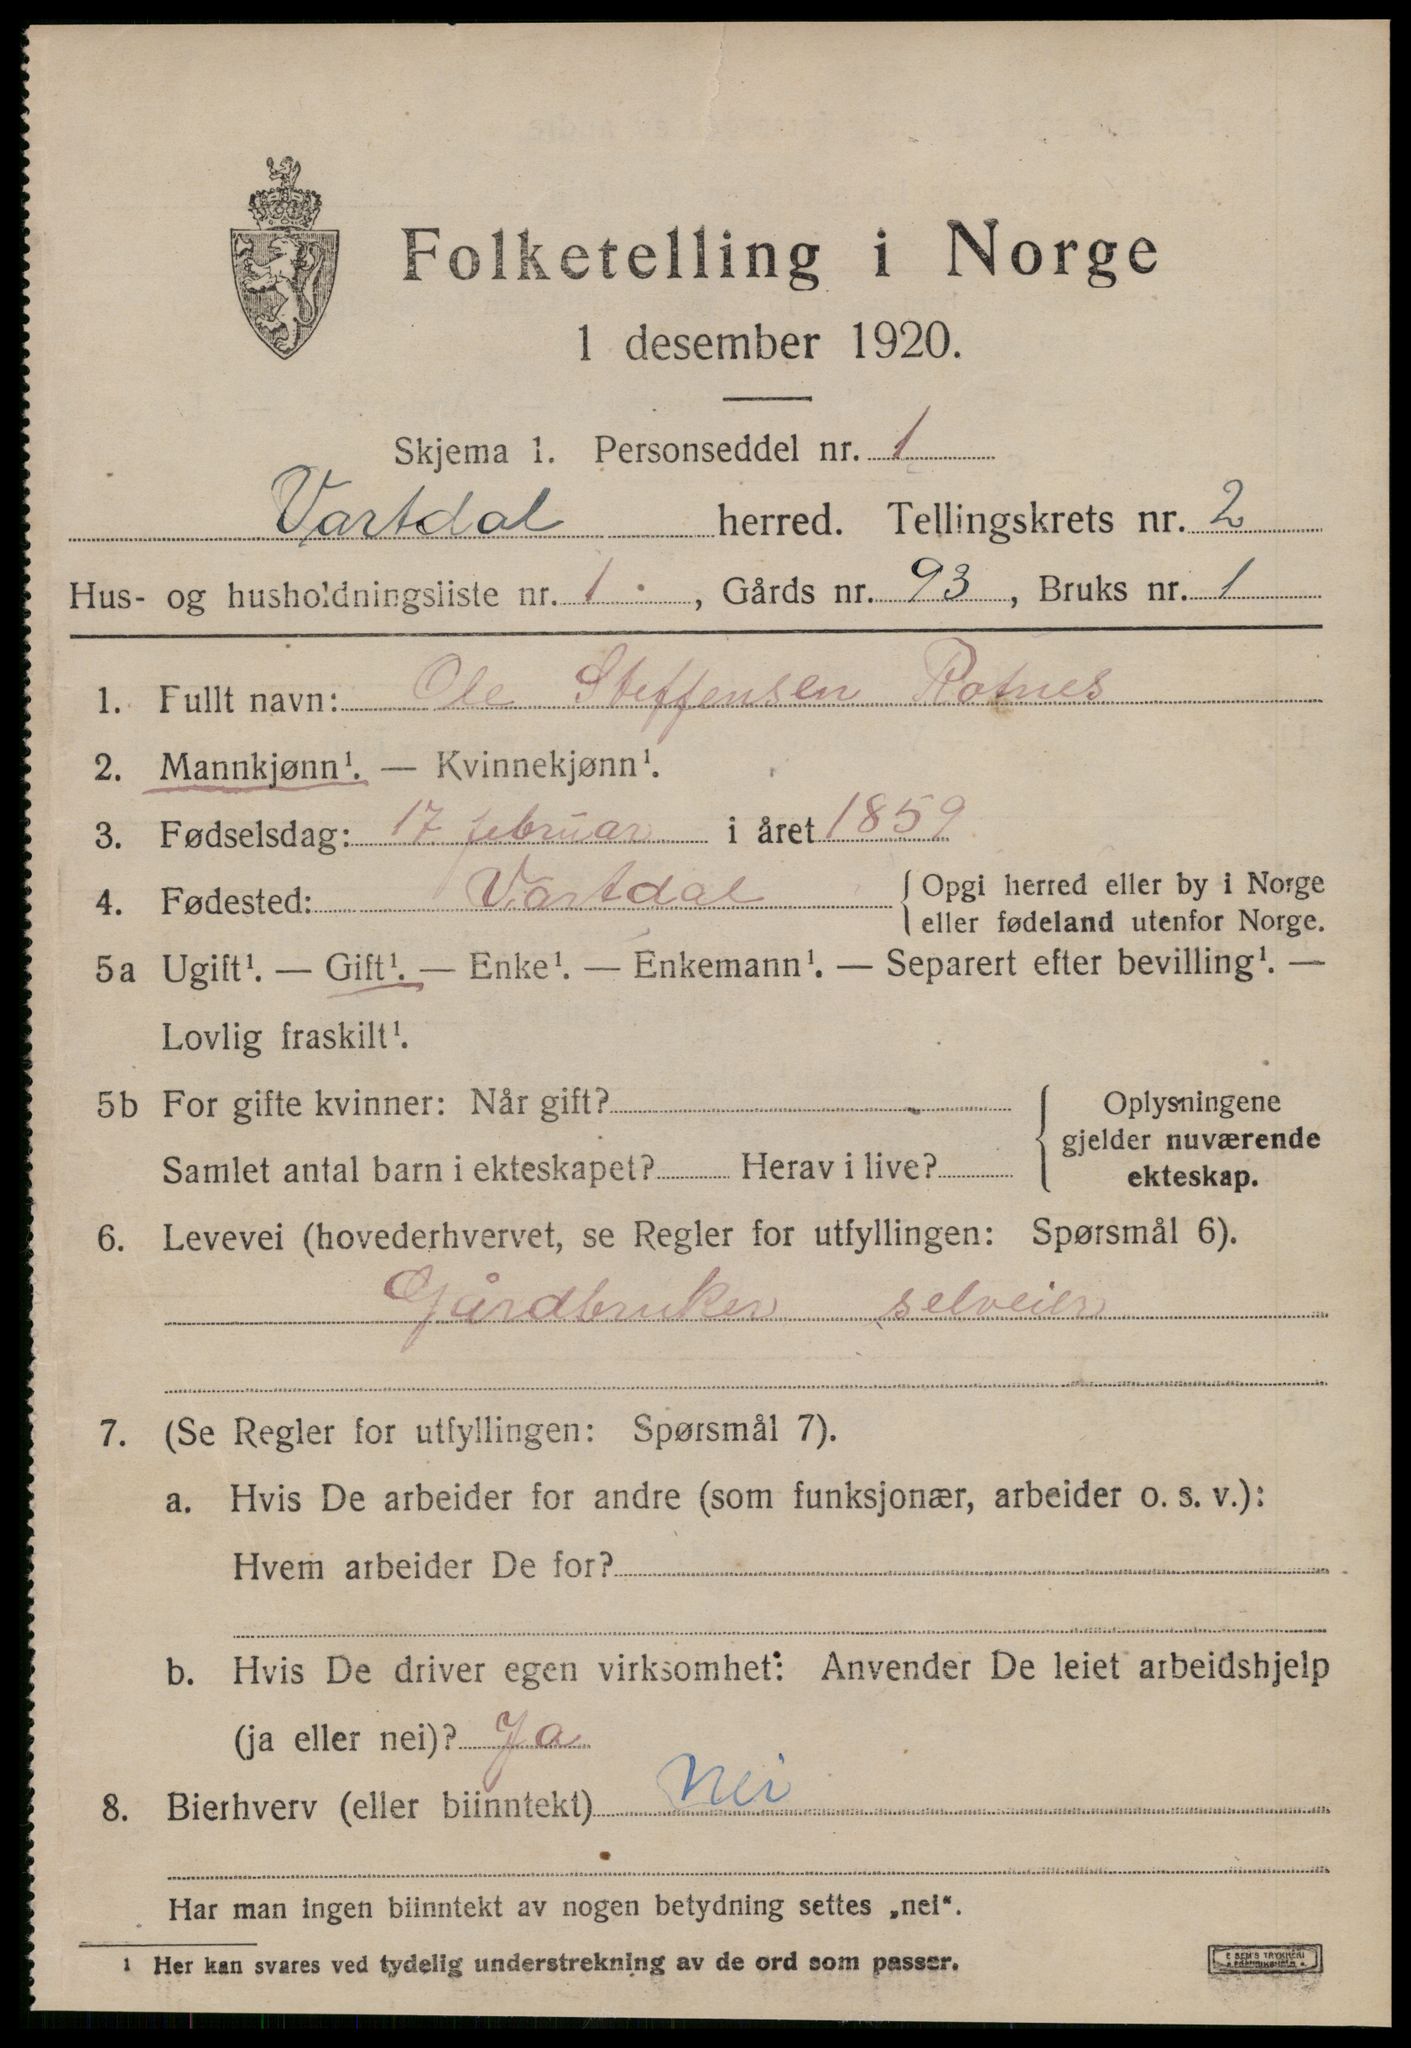 Folketelling i Norge
1 desember 1920.
Skjema 1. Personseddel nr. 1
Vartdal herred. Tellingskrets nr. 2
Hus- og husholdningsliste nr. 1, Gårds nr. 93, Bruks nr. 1
1. Fullt navn: Ole Steffensen Rotnes
2. Mannkjønn¹. — Kvinnekjønn¹.
3. Fødselsdag: 17 februar i året 1859
4. Fødested: Vartdal { Opgi herred eller by i Norge
eller fødeland utenfor Norge.
5a Ugift¹. — Gift¹. — Enke¹. — Enkemann¹. — Separert efter bevilling¹. —
Lovlig fraskilt¹.
5b For gifte kvinner: Når gift? { Oplysningene
gjelder nuværende
Samlet antal barn i ekteskapet? Herav i live? ekteskap.
6. Levevei (hovederhvervet, se Regler for utfyllingen: Spørsmål 6).
Gårdbruker selveier
7. (Se Regler for utfyllingen: Spørsmål 7).
a. Hvis De arbeider for andre (som funksjonær, arbeider o. s. v.):
Hvem arbeider De for?
b. Hvis De driver egen virksomhet: Anvender De leiet arbeidshjelp
(ja eller nei)? Ja
8. Bierhverv (eller biinntekt) Nei
Har man ingen biinntekt av nogen betydning settes „nei“.
¹ Her kan svares ved tydelig understrekning av de ord som passer.